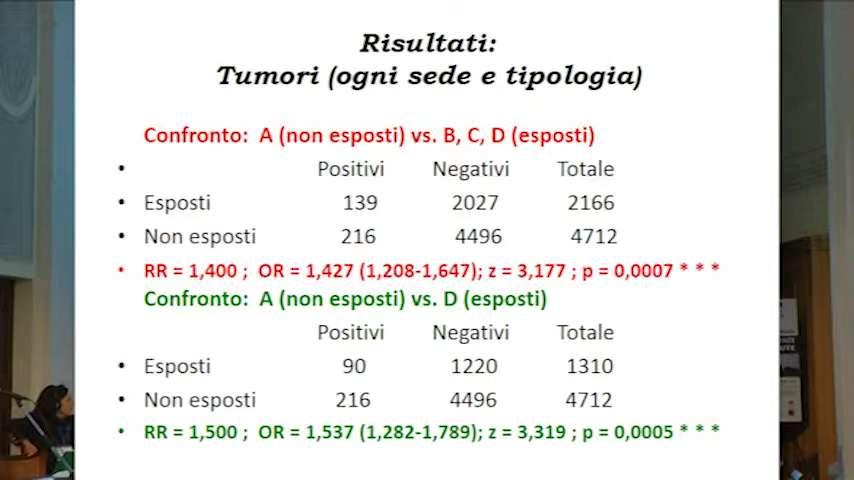 Risultati:
Tumori (ogni sede e tipologia)
Confronto: A (non esposti) vs. B, C, D (esposti)
• Positivi Negativi Totale
• Esposti 139 2027 2166
• Non esposti 216 4496 4712
• RR = 1,400 ; OR = 1,427 (1,208-1,647); z = 3,177 ; p = 0,0007 * * *
Confronto: A (non esposti) vs. D (esposti)
Positivi Negativi Totale
• Esposti 90 1220 1310
• Non esposti 216 4496 4712
• RR = 1,500 ; OR = 1,537 (1,282-1,789); z = 3,319 ; p = 0,0005 * * *